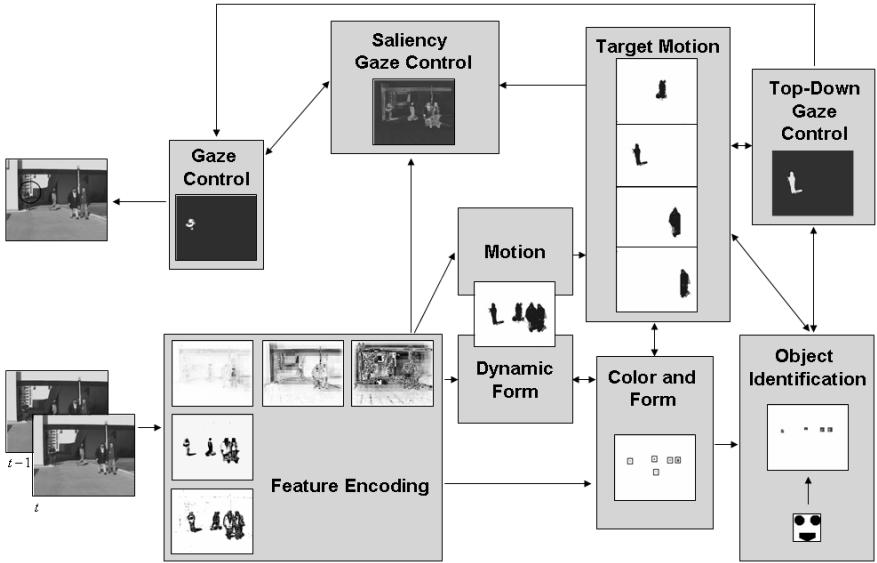 Saliency
Gaze Control
Target Motion
Top-Down
Gaze
Control
Gaze
Control
Motion
Dynamic
Form
Color and
Form
Object
Identification
Feature Encoding
t−1
t